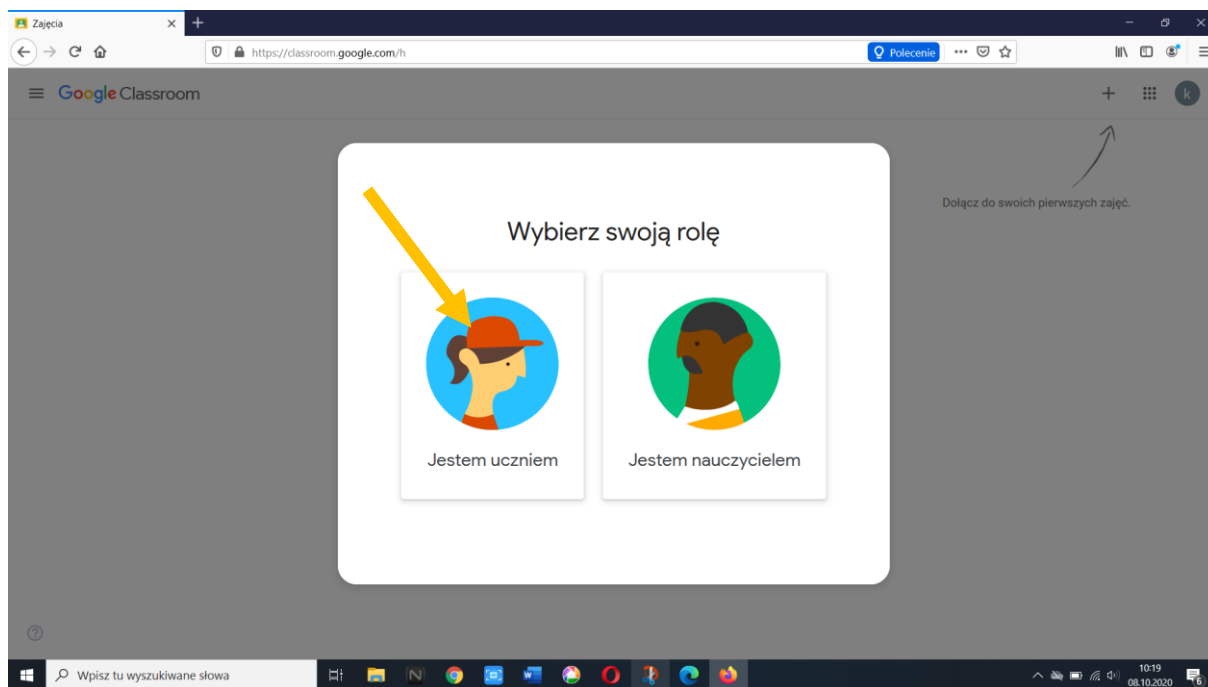 Zajęcia
https://classroom.google.com/h
Polecenie
Google Classroom
k
Dołącz do swoich pierwszych zajęć.
Wybierz swoją rolę
Jestem uczniem
Jestem nauczycielem
Wpisz tu wyszukiwane słowa
10:19
08.10.2020
6